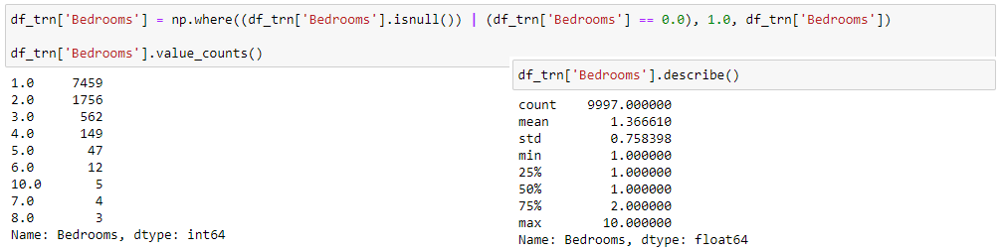 df_trn['Bedrooms'] = np.where((df_trn['Bedrooms'].isnull()) | (df_trn['Bedrooms'] == 0.0), 1.0, df_trn['Bedrooms'])
df_trn['Bedrooms'].value_counts()
1.0 7459
2.0 1756
3.0 562
4.0 149
5.0 47
6.0 12
10.0 5
7.0 4
8.0 3
Name: Bedrooms, dtype: int64
df_trn['Bedrooms'].describe()
count 9997.000000
mean 1.366610
std 0.758398
min 1.000000
25% 1.000000
50% 1.000000
75% 2.000000
max 10.000000
Name: Bedrooms, dtype: float64